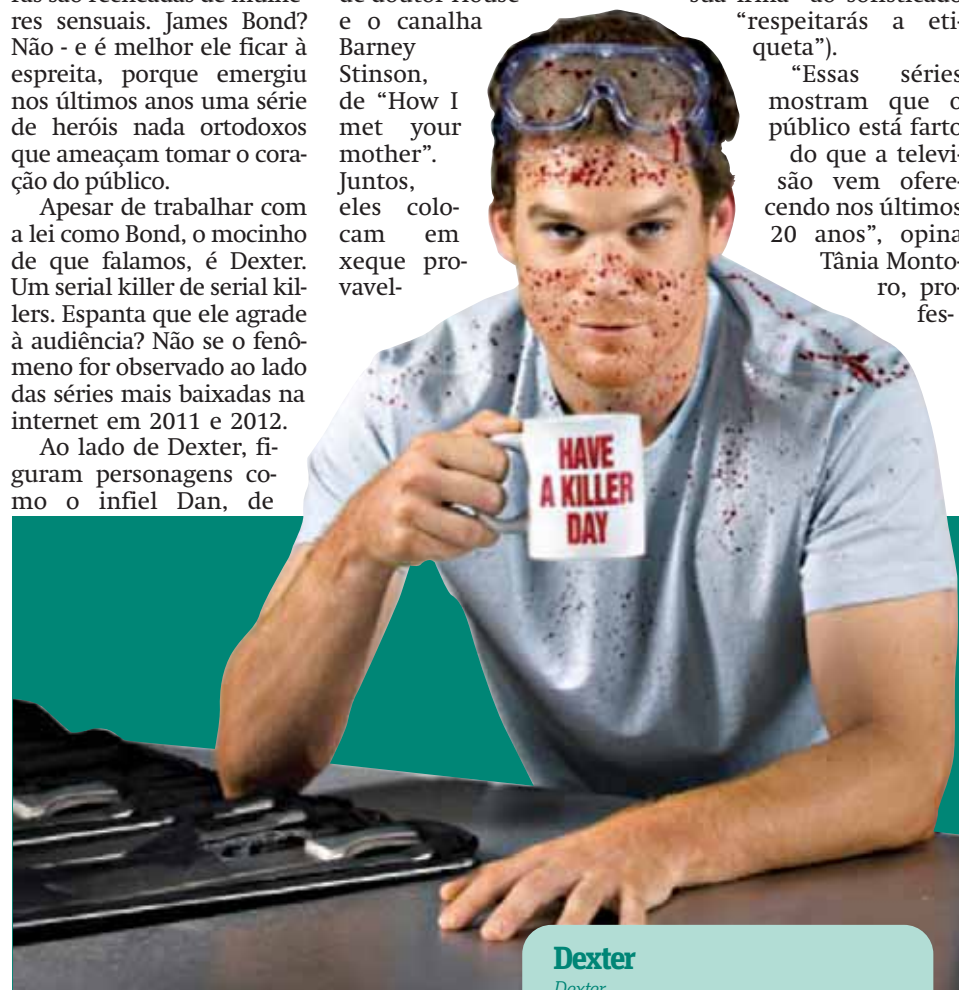 res sensuais. James Bond?
Não - e é melhor ele ficar à
espreita, porque emergiu
nos últimos anos uma série
de heróis nada ortodoxos
que ameaçam tomar o cora-
ção do público.
Apesar de trabalhar com
a lei como Bond, o mocinho
de que falamos, é Dexter.
Um serial killer de serial kil-
lers. Espanta que ele agrade
à audiência? Não se o fenô-
meno for observado ao lado
das séries mais baixadas na
internet em 2011 e 2012.
Ao lado de Dexter, fi-
guram personagens co-
mo o infiel Dan, de
e o canalha
Barney
Stinson,
de “How I
met your
mother”.
Juntos,
eles colo-
cam em
xeque pro-
vavel-
“respeitarás a eti-
queta”).
“Essas séries
mostram que o
público está farto
do que a televi-
são vem ofere-
cendo nos últimos
20 anos”, opina
Tânia Monto-
ro, pro-
fes-
HAVE
A KILLER
DAY
Dexter
Dexter